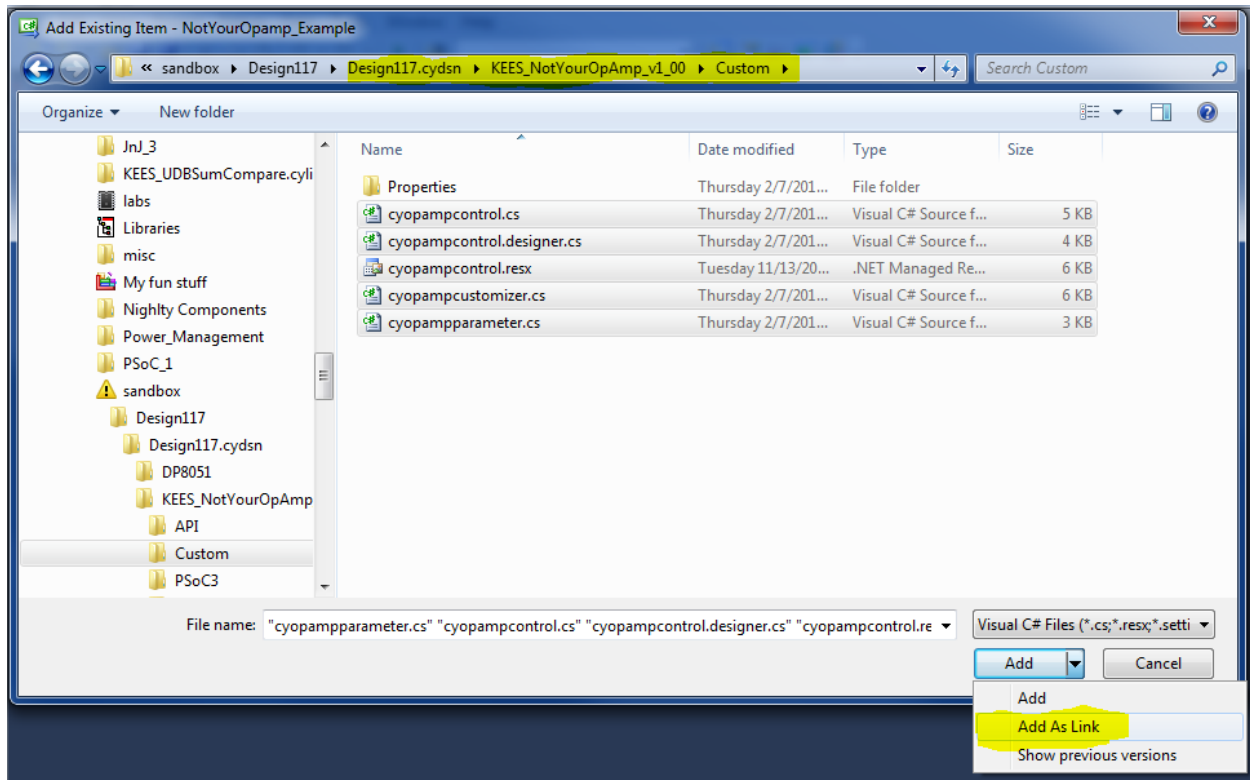 Add Existing Item - NotYourOpamp_Example
« sandbox Design117 Design117.cydsn KEES_NotYourOpAmp_v1_00 Custom Search Custom
Organize New folder
JnJ_3
KEES_UDBSumCompare.cyli
labs
Libraries
misc
My fun stuff
Nighlty Components
Power_Management
PSoC_1
sandbox
Design117
Design117.cydsn
DP8051
KEES_NotYourOpAmp
API
Custom
PSoC3
Name Date modified Type Size
Properties Thursday 2/7/201... File folder
cyopampcontrol.cs Thursday 2/7/201... Visual C# Source f... 5 KB
cyopampcontrol.designer.cs Thursday 2/7/201... Visual C# Source f... 4 KB
cyopampcontrol.resx Tuesday 11/13/20... .NET Managed Re... 6 KB
cyopampcustomizer.cs Thursday 2/7/201... Visual C# Source f... 6 KB
cyopampparameter.cs Thursday 2/7/201... Visual C# Source f... 3 KB
File name: "cyopampparameter.cs" "cyopampcontrol.cs" "cyopampcontrol.designer.cs" "cyopampcontrol.re Visual C# Files (*.cs;*.resx;*.setti
Add Cancel
Add
Add As Link
Show previous versions